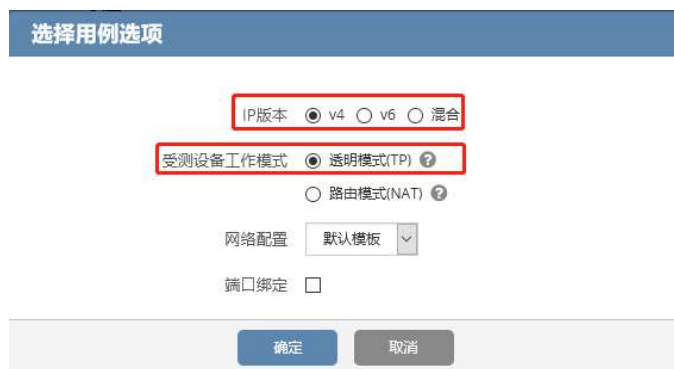 选择用例选项
IP版本 v4 v6 混合
受测设备工作模式 透明模式(TP) ?
路由模式(NAT) ?
网络配置 默认模板
端口绑定
确定 取消